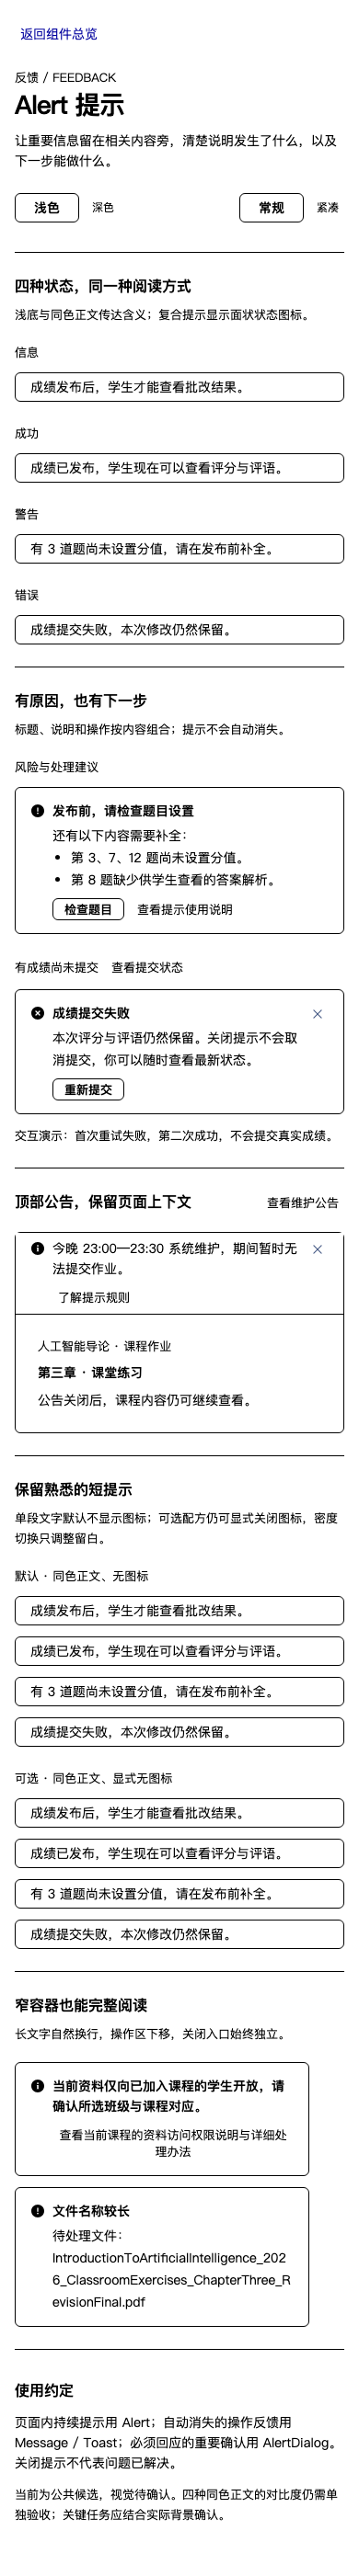 返回组件总览
反馈 / FEEDBACK
Alert 提示
让重要信息留在相关内容旁，清楚说明发生了什么，以及
下一步能做什么。
浅色 深色 常规 紧凑
四种状态，同一种阅读方式
浅底与同色正文传达含义；复合提示显示面状状态图标。
信息
成绩发布后，学生才能查看批改结果。
成功
成绩已发布，学生现在可以查看评分与评语。
警告
有 3 道题尚未设置分值，请在发布前补全。
错误
成绩提交失败，本次修改仍然保留。
有原因，也有下一步
标题、说明和操作按内容组合；提示不会自动消失。
风险与处理建议
发布前，请检查题目设置
还有以下内容需要补全：
• 第 3、7、12 题尚未设置分值。
• 第 8 题缺少供学生查看的答案解析。
检查题目 查看提示使用说明
有成绩尚未提交 查看提交状态
成绩提交失败
本次评分与评语仍然保留。关闭提示不会取
消提交，你可以随时查看最新状态。
重新提交
交互演示：首次重试失败，第二次成功，不会提交真实成绩。
顶部公告，保留页面上下文 查看维护公告
今晚 23:00—23:30 系统维护，期间暂时无
法提交作业。
了解提示规则
人工智能导论 · 课程作业
第三章 · 课堂练习
公告关闭后，课程内容仍可继续查看。
保留熟悉的短提示
单段文字默认不显示图标；可选配方仍可显式关闭图标，密度
切换只调整留白。
默认 · 同色正文、无图标
成绩发布后，学生才能查看批改结果。
成绩已发布，学生现在可以查看评分与评语。
有 3 道题尚未设置分值，请在发布前补全。
成绩提交失败，本次修改仍然保留。
可选 · 同色正文、显式无图标
成绩发布后，学生才能查看批改结果。
成绩已发布，学生现在可以查看评分与评语。
有 3 道题尚未设置分值，请在发布前补全。
成绩提交失败，本次修改仍然保留。
窄容器也能完整阅读
长文字自然换行，操作区下移，关闭入口始终独立。
当前资料仅向已加入课程的学生开放，请
确认所选班级与课程对应。
查看当前课程的资料访问权限说明与详细处
理办法
文件名称较长
待处理文件：
IntroductionToArtificialIntelligence_202
6_ClassroomExercises_ChapterThree_R
evisionFinal.pdf
使用约定
页面内持续提示用 Alert；自动消失的操作反馈用
Message / Toast；必须回应的重要确认用 AlertDialog。
关闭提示不代表问题已解决。
当前为公共候选，视觉待确认。四种同色正文的对比度仍需单
独验收；关键任务应结合实际背景确认。